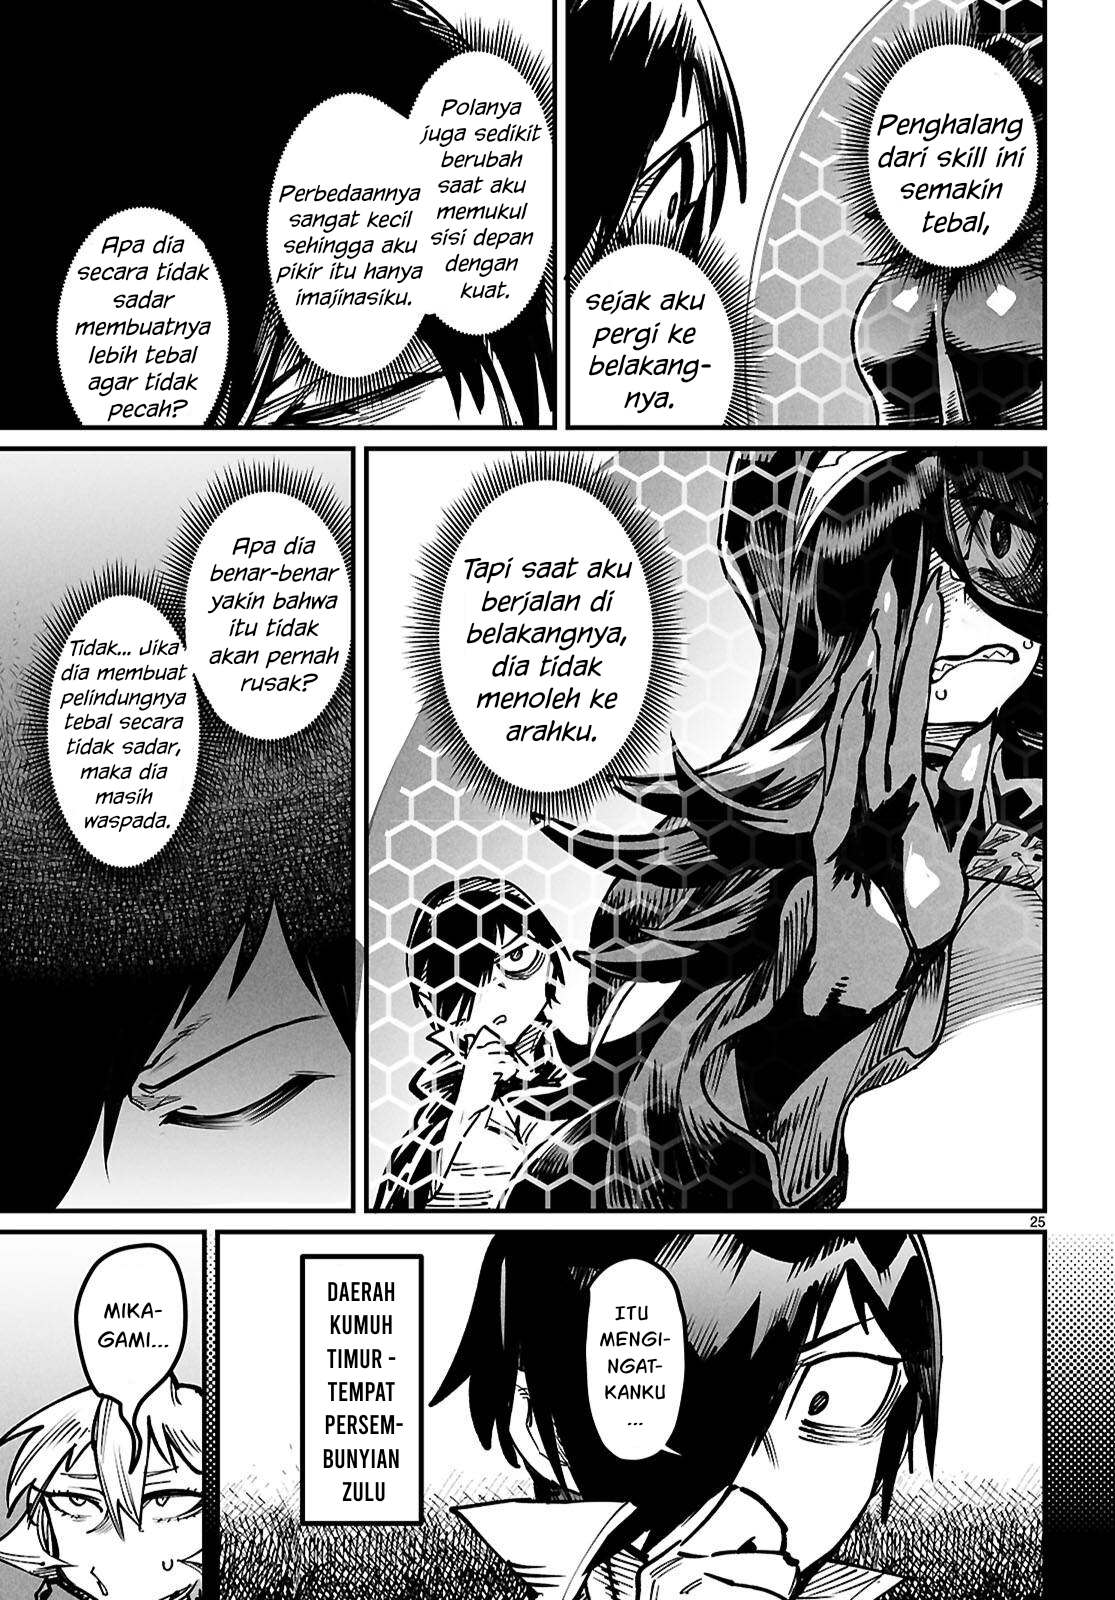 Penghalang
dari skill ini
semakin
tebal,
sejak aku
pergi ke
belakang-
nya.
Polanya
juga sedikit
berubah
saat aku
memukul
sisi depan
dengan
kuat.
Perbedaannya
sangat kecil
sehingga aku
pikir itu hanya
imajinasiku.
Apa dia
secara tidak
sadar
membuatnya
lebih tebal
agar tidak
pecah?
Tapi saat aku
berjalan di
belakangnya,
dia tidak
menoleh ke
arahku.
Apa dia
benar-benar
yakin bahwa
itu tidak
akan pernah
rusak?
Tidak... Jika
dia membuat
pelindungnya
tebal secara
tidak sadar,
maka dia
masih
waspada.
25
ITU
MENGI-
NGAT-
KANKU
...
DAERAH
KUMUH
TIMUR -
TEMPAT
PERSEM-
BUNYIAN
ZULU
MIKA-
GAMI...